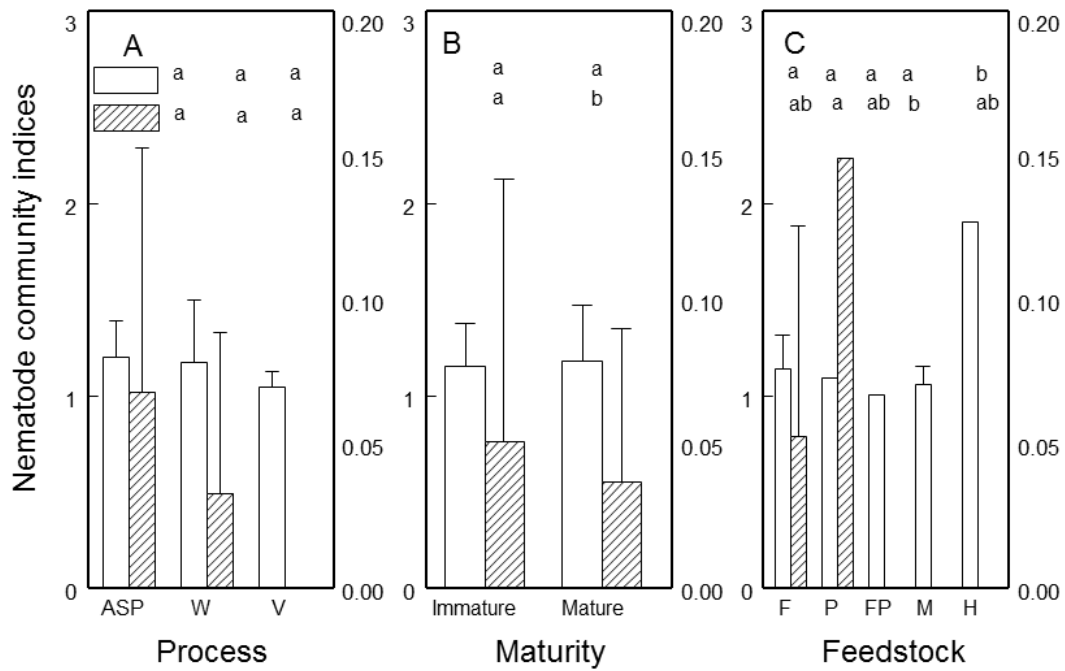 Nematode community indices
3
2
1
0
A
a a a
a a a
0.20
0.15
0.10
0.05
0.00
ASP W V
Process
3
2
1
0
B
a a
a b
0.20
0.15
0.10
0.05
0.00
Immature Mature
Maturity
3
2
1
0
C
a a a a b
ab a ab b ab
0.20
0.15
0.10
0.05
0.00
F P FP M H
Feedstock